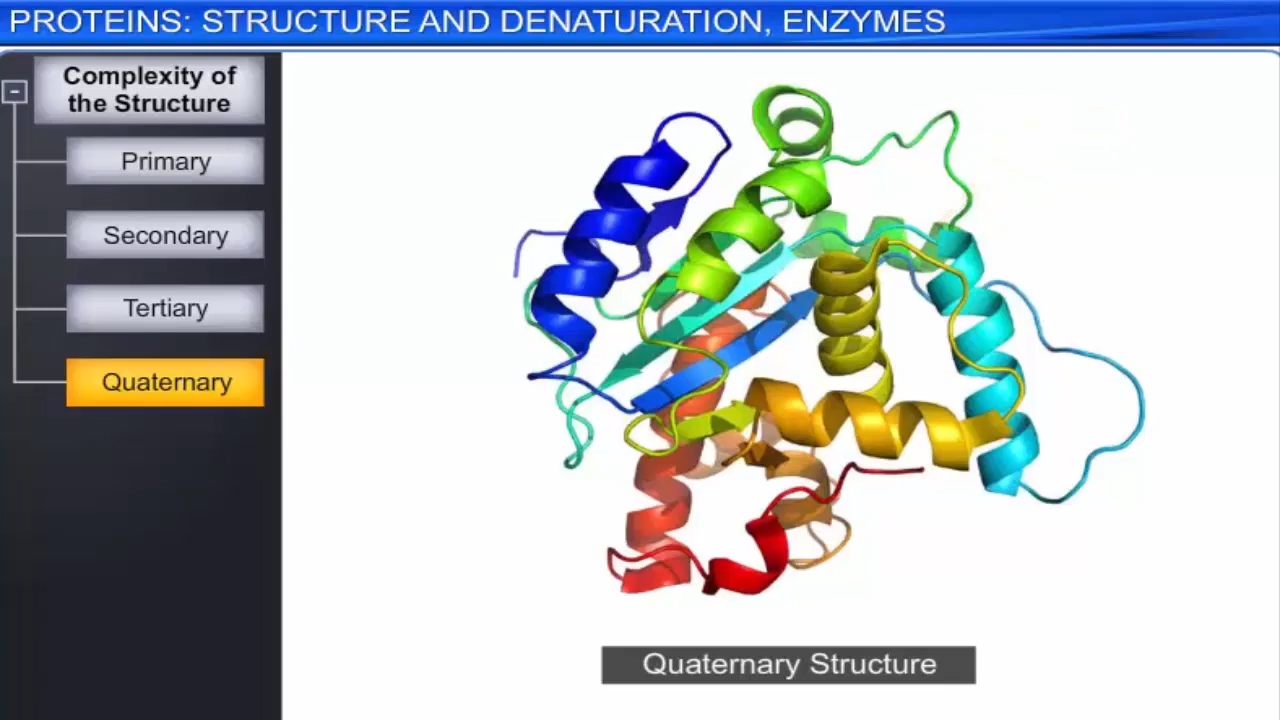 PROTEINS: STRUCTURE AND DENATURATION, ENZYMES
Complexity of
the Structure
Primary
Secondary
Tertiary
Quaternary
Quaternary Structure